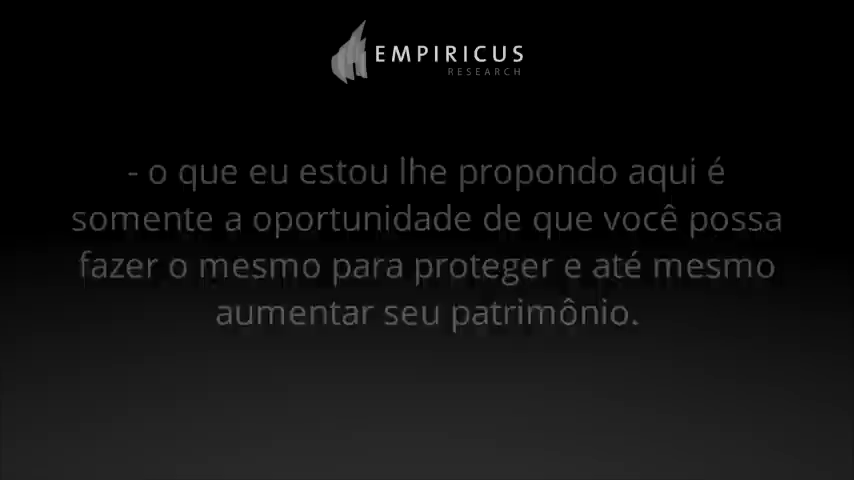 EMPIRICUS
RESEARCH
- o que eu estou lhe propondo aqui é
somente a oportunidade de que você possa
fazer o mesmo para proteger e até mesmo
aumentar seu patrimônio.